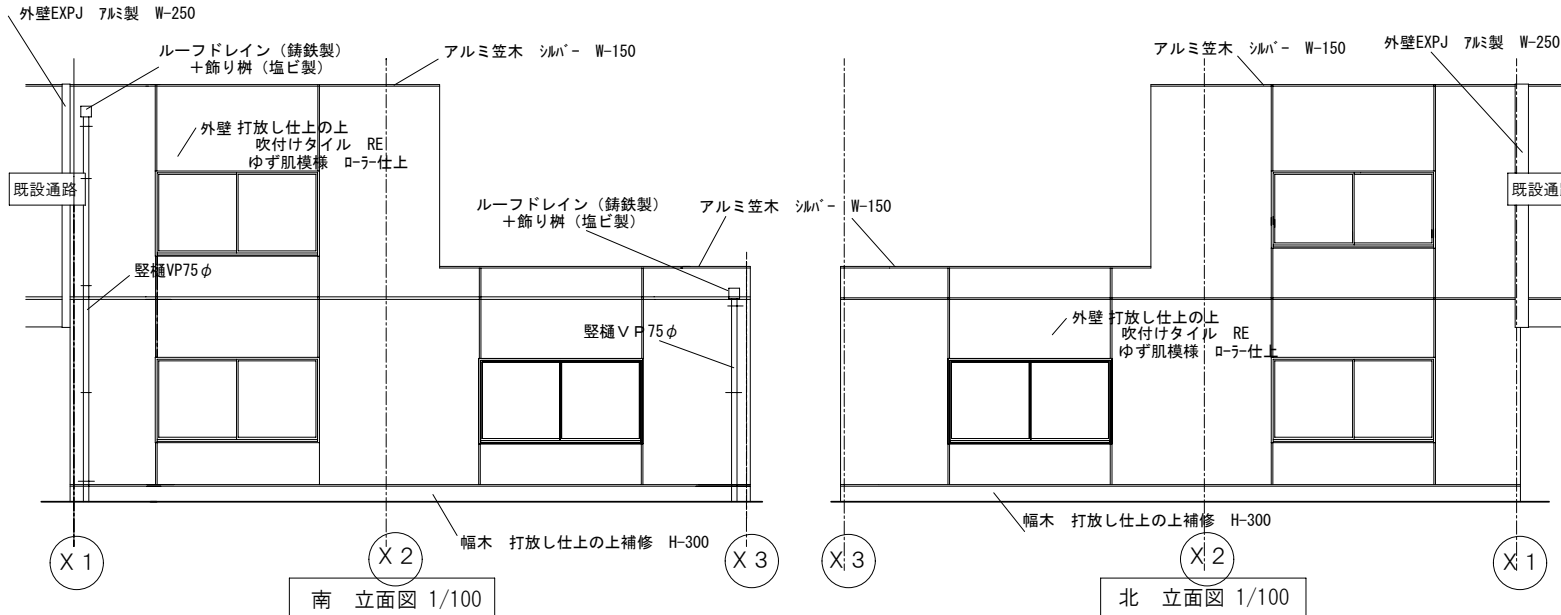 外壁EXPJ ｱﾙﾐ製 W-250
ルーフドレイン（鋳鉄製）
＋飾り桝（塩ビ製）
アルミ笠木 ｼﾙﾊﾞｰ W-150
外壁 打放し仕上の上
吹付けタイル RE
ゆず肌模様 ﾛｰﾗｰ仕上
既設通路
竪樋VP75φ
ルーフドレイン（鋳鉄製）
＋飾り桝（塩ビ製）
アルミ笠木 ｼﾙﾊﾞｰ W-150
竪樋ＶＰ75φ
幅木 打放し仕上の上補修 H-300
Ｘ１
Ｘ２
Ｘ３
南 立面図 1/100
アルミ笠木 ｼﾙﾊﾞｰ W-150
外壁EXPJ ｱﾙﾐ製 W-250
既設通
外壁 打放し仕上の上
吹付けタイル RE
ゆず肌模様 ﾛｰﾗｰ仕上
幅木 打放し仕上の上補修 H-300
Ｘ３
Ｘ２
Ｘ１
北 立面図 1/100